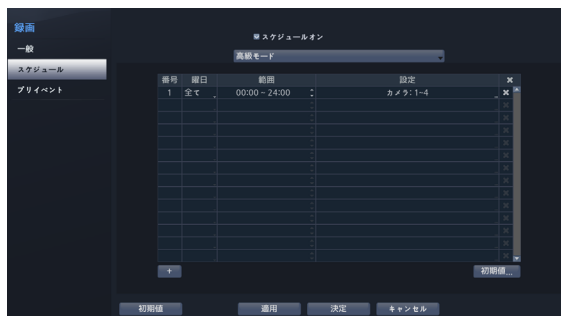 録画
一般
スケジュール
プリイベント
スケジュールオン
高級モード
番号 曜日 範囲 設定
1 全て 00:00 ~ 24:00 カメラ: 1~4
+
初期値...
初期値 適用 決定 キャンセル